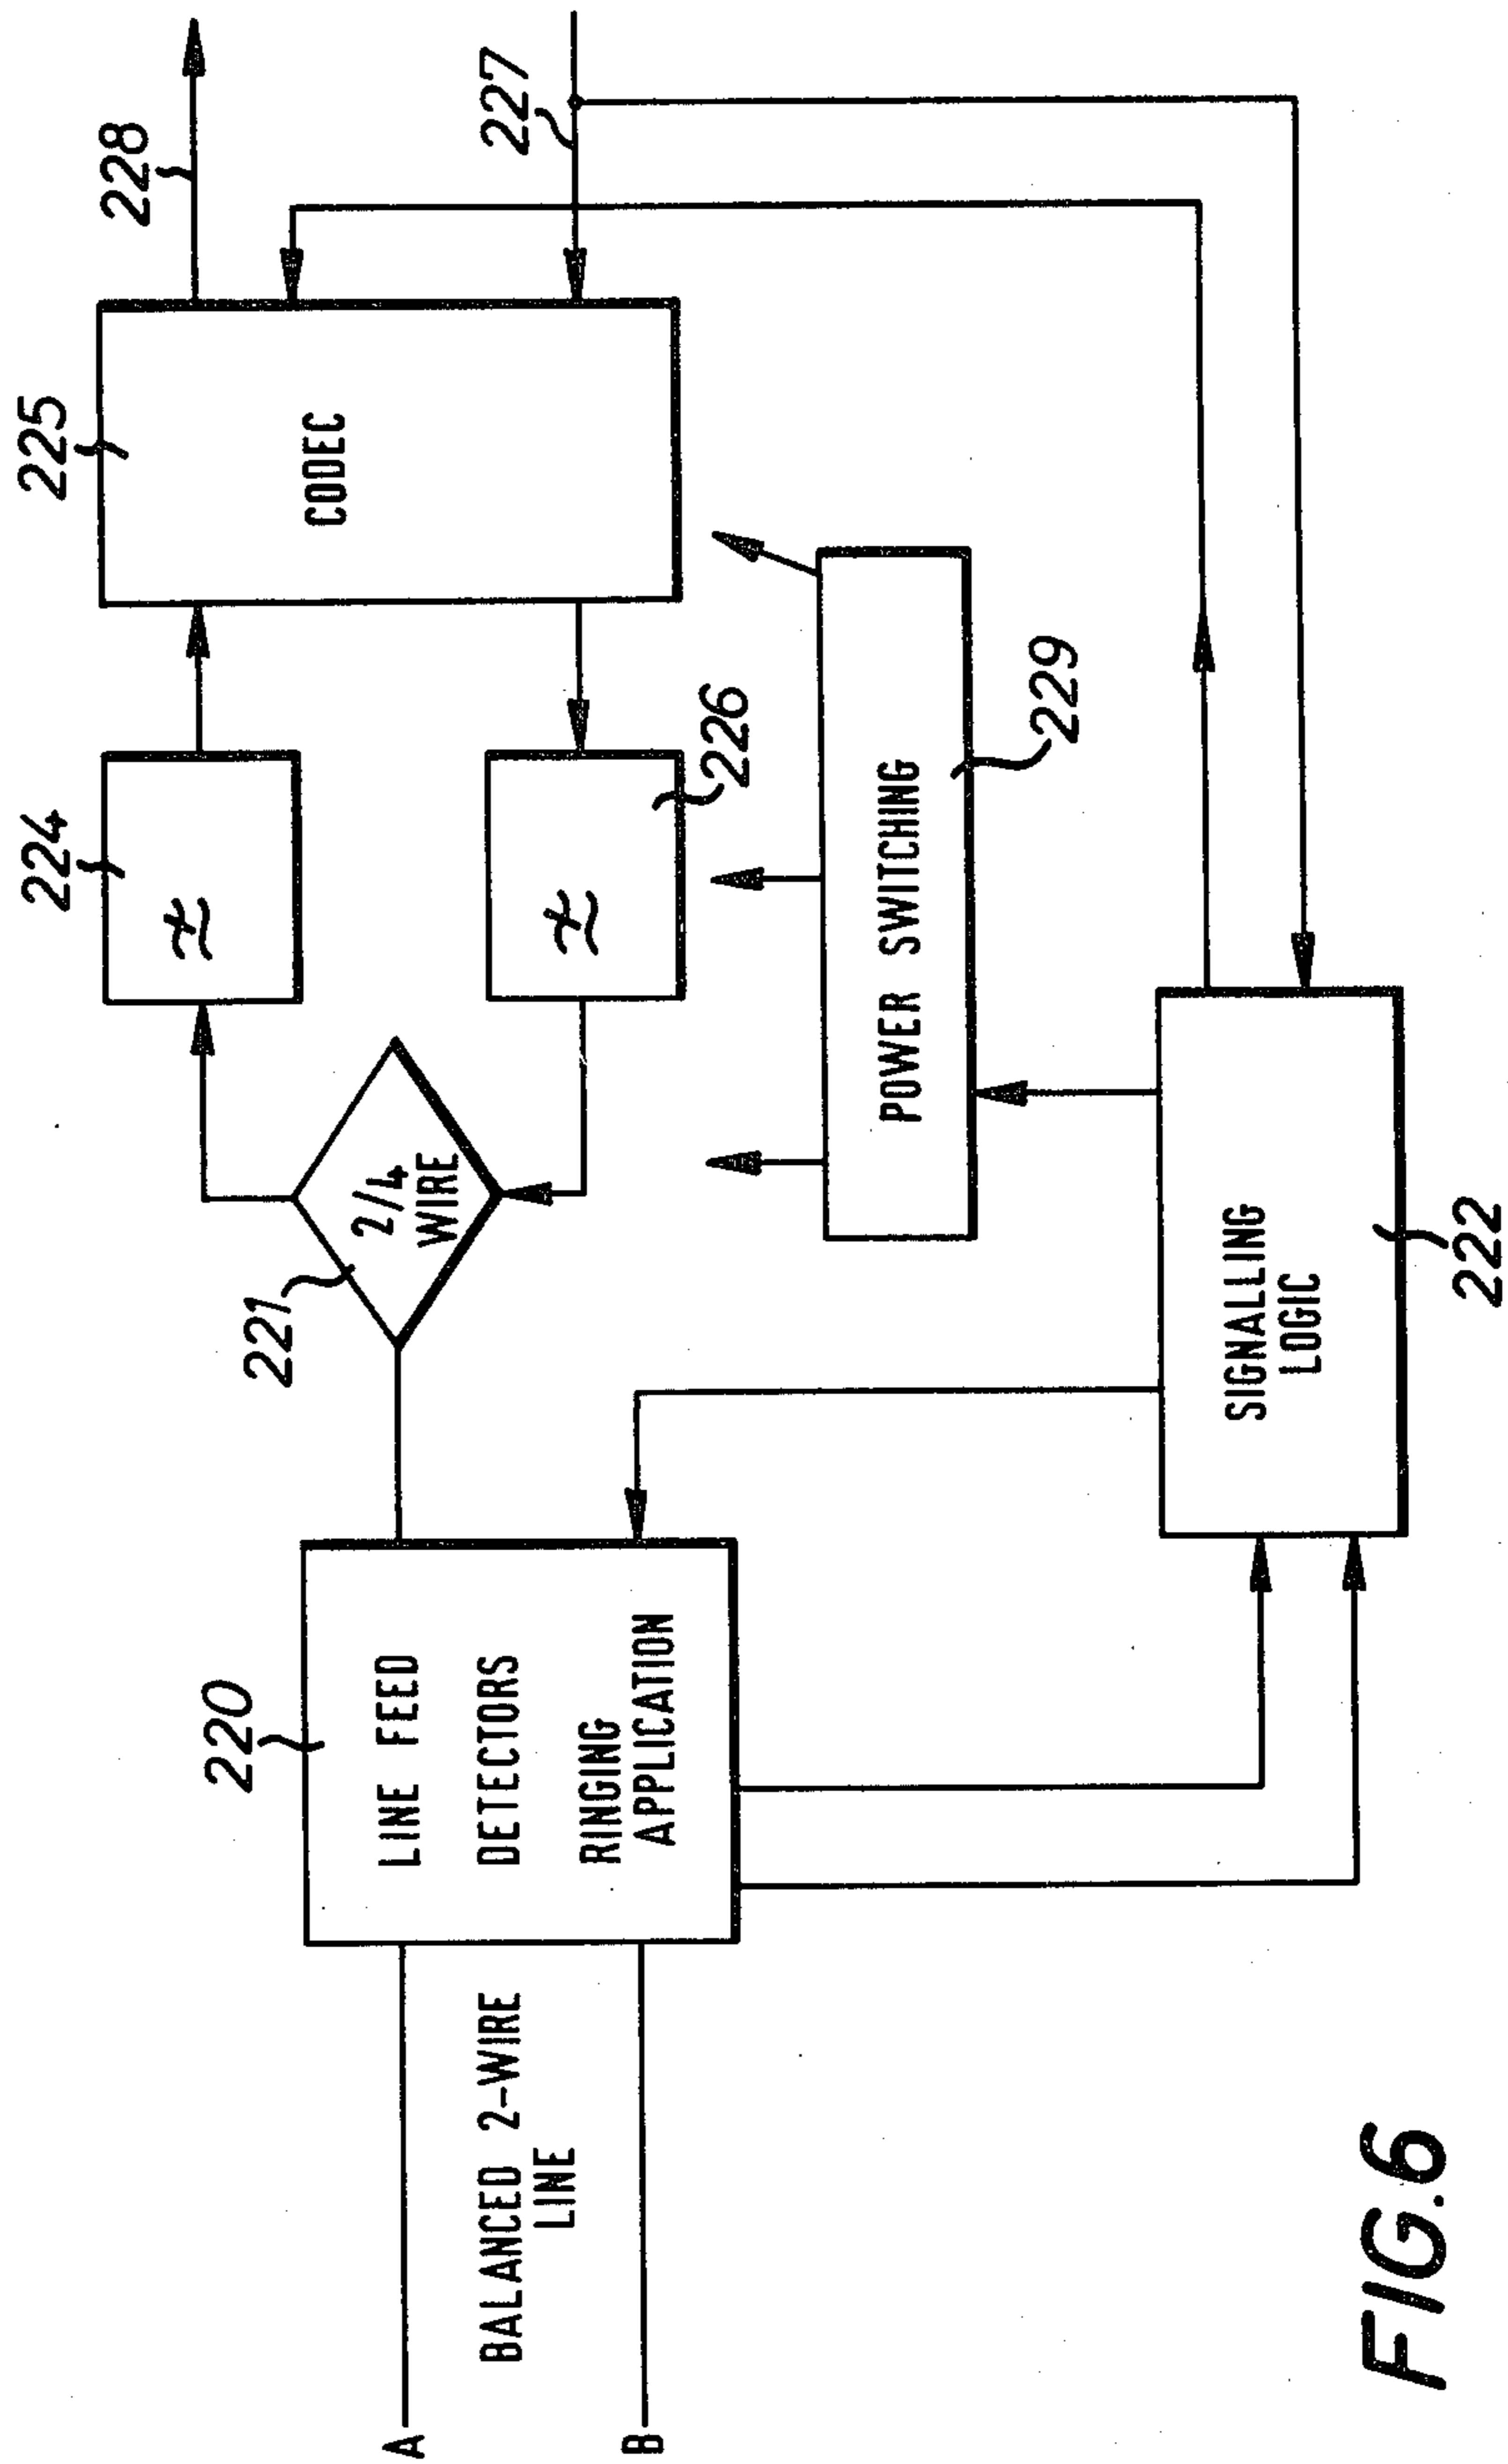 228
227
225
CODEC
224
≉
226
≉
229
POWER SWITCHING
221
2/4
WIRE
222
SIGNALLING
LOGIC
220
LINE FEED
DETECTORS
RINGING
APPLICATION
BALANCED 2-WIRE
LINE
A
B
FIG.6